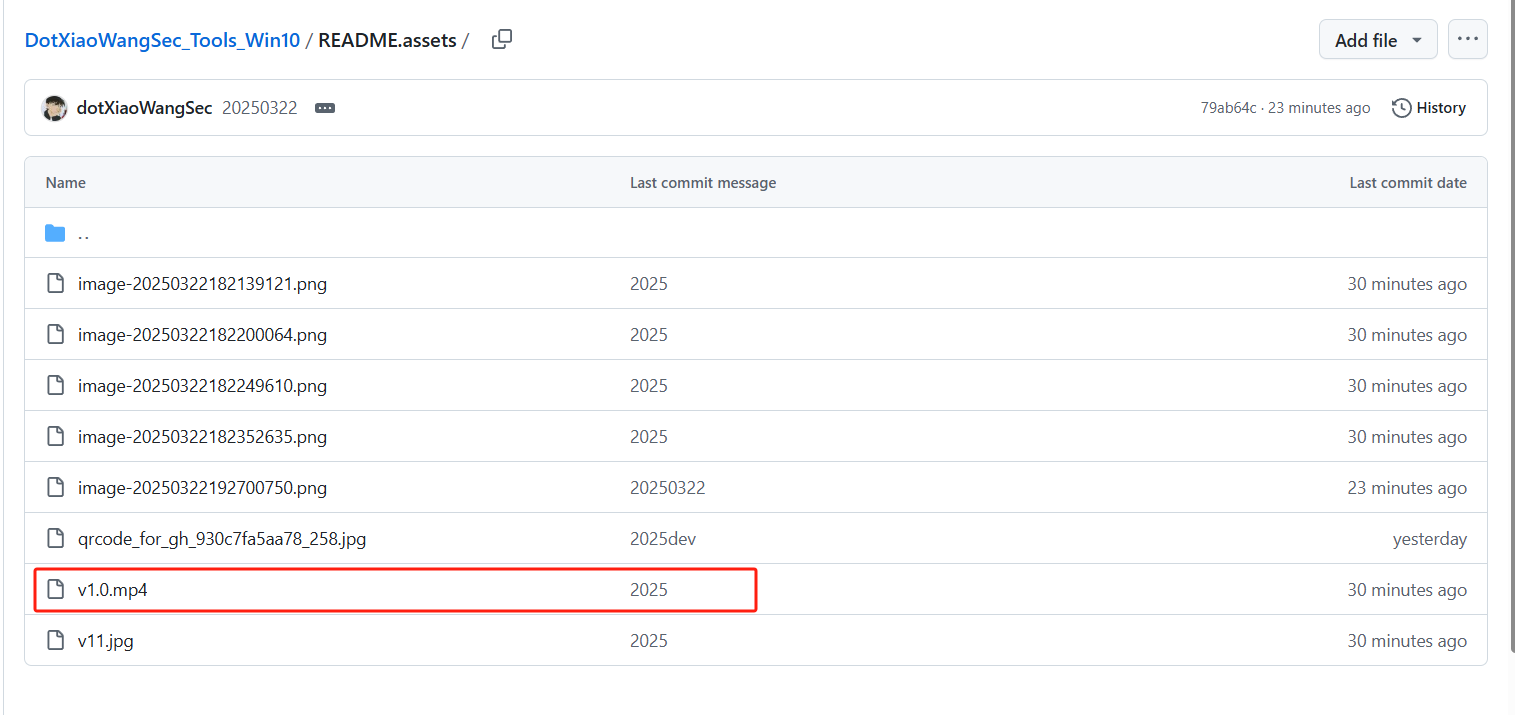 DotXiaoWangSec_Tools_Win10 / README.assets /
Add file
dotXiaoWangSec 20250322
79ab64c · 23 minutes ago
History
Name Last commit message Last commit date
..
image-20250322182139121.png 2025 30 minutes ago
image-20250322182200064.png 2025 30 minutes ago
image-20250322182249610.png 2025 30 minutes ago
image-20250322182352635.png 2025 30 minutes ago
image-20250322192700750.png 20250322 23 minutes ago
qrcode_for_gh_930c7fa5aa78_258.jpg 2025dev yesterday
v1.0.mp4 2025 30 minutes ago
v11.jpg 2025 30 minutes ago